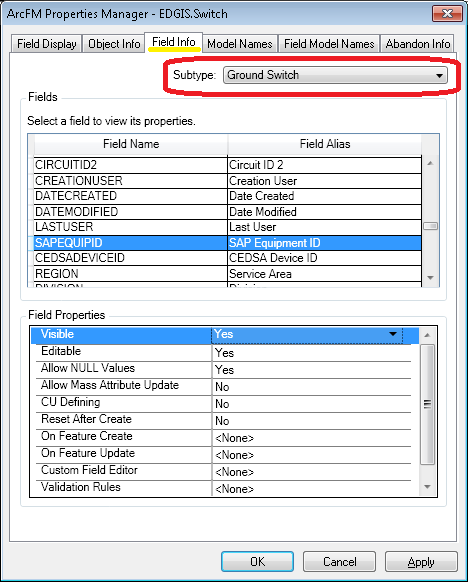 ArcFM Properties Manager - EDGIS.Switch
Field Display Object Info Field Info Model Names Field Model Names Abandon Info
Subtype: Ground Switch
Fields
Select a field to view its properties.
Field Name Field Alias
CIRCUITID2 Circuit ID 2
CREATIONUSER Creation User
DATECREATED Date Created
DATEMODIFIED Date Modified
LASTUSER Last User
SAPEQUIPID SAP Equipment ID
CEDSADEVICEID CEDSA Device ID
REGION Service Area
DIVISION Division
Field Properties
Visible Yes
Editable Yes
Allow NULL Values Yes
Allow Mass Attribute Update No
CU Defining No
Reset After Create No
On Feature Create <None>
On Feature Update <None>
Custom Field Editor <None>
Validation Rules <None>
OK Cancel Apply